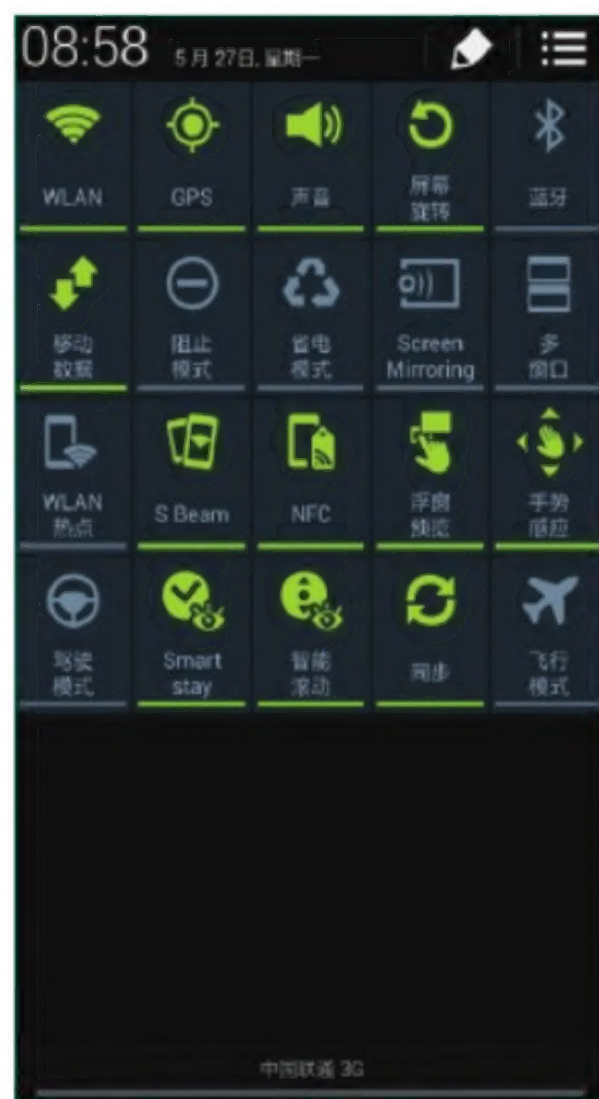 08:58 5月27日, 星期一
WLAN
GPS
声音
屏幕
旋转
蓝牙
移动
数据
阻止
模式
省电
模式
Screen
Mirroring
多
窗口
WLAN
热点
S Beam
NFC
浮窗
预览
手势
感应
驾驶
模式
Smart
stay
智能
滚动
同步
飞行
模式
中国联通 3G